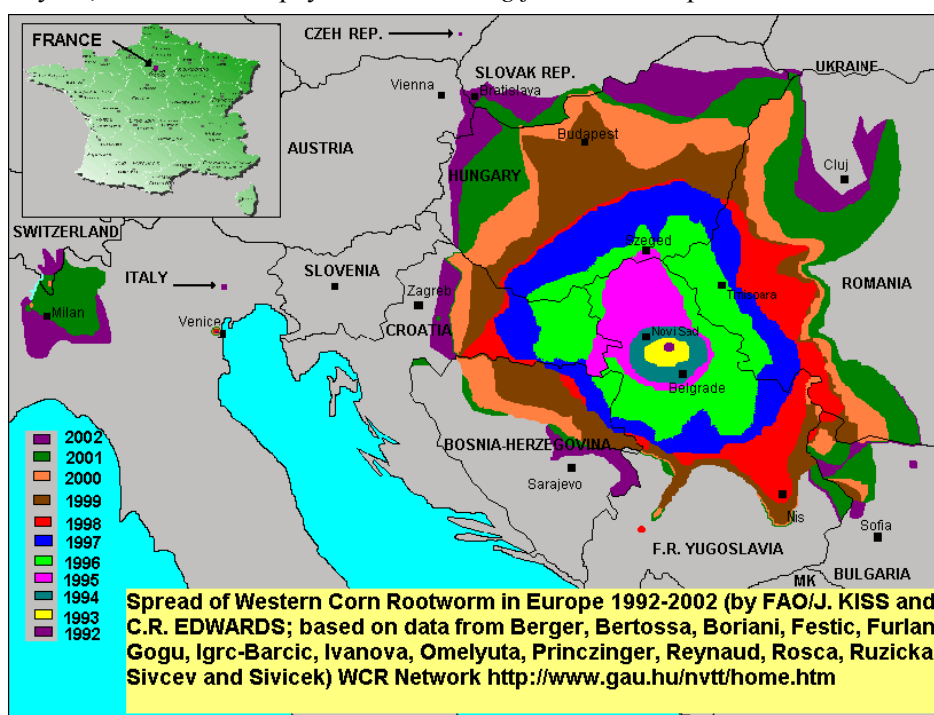 FRANCE
CZEH REP.
SLOVAK REP.
UKRAINE
Vienna
Bratislava
Budapest
AUSTRIA
Cluj
HUNGARY
SWITZERLAND
Szeged
ITALY
SLOVENIA
ROMANIA
Zagreb
Timisoara
Milan
Venice
CROATIA
Novi Sad
Belgrade
2002
BOSNIA-HERZEGOVINA
2001
2000
Sarajevo
1999
Nis
1998
Sofia
1997
F.R. YUGOSLAVIA
1996
MK
BULGARIA
1995
1994
1993
1992
Spread of Western Corn Rootworm in Europe 1992-2002 (by FAO/J. KISS and
C.R. EDWARDS; based on data from Berger, Bertossa, Boriani, Festic, Furlan
Gogu, Igrc-Barcic, Ivanova, Omelyuta, Princzinger, Reynaud, Rosca, Ruzicka
Sivcev and Sivicek) WCR Network http://www.gau.hu/nvtt/home.htm